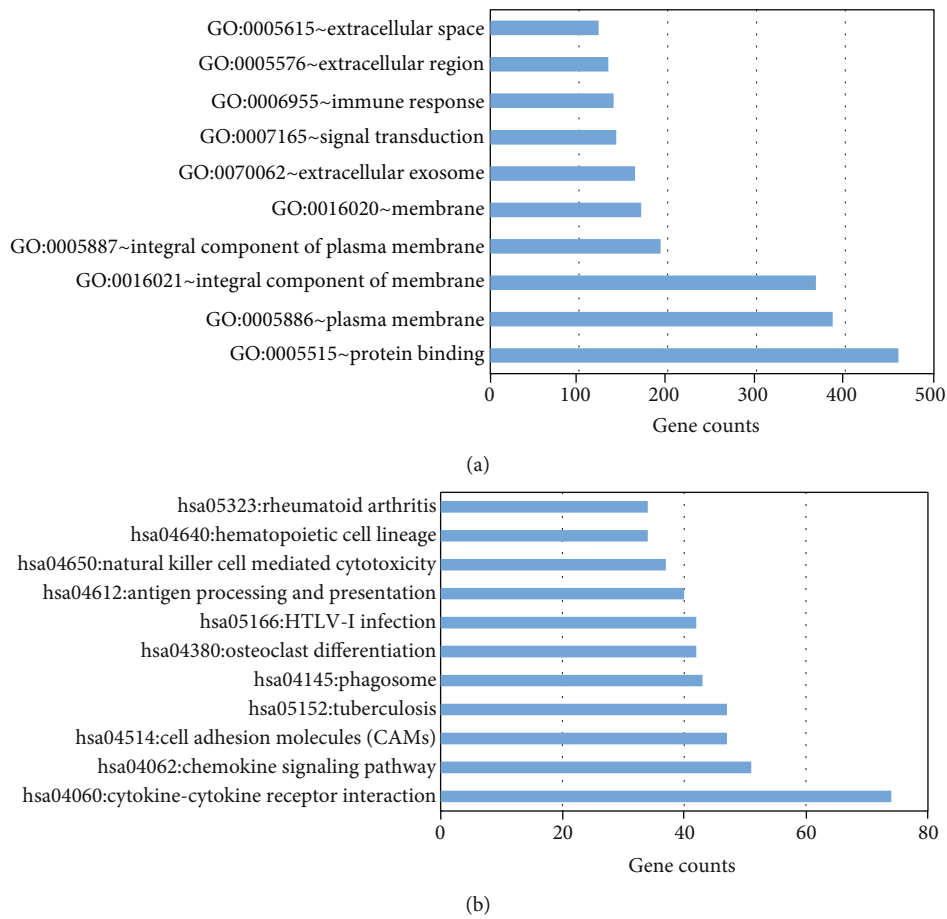 GO:0005615~extracellular space
GO:0005576~extracellular region
GO:0006955~immune response
GO:0007165~signal transduction
GO:0070062~extracellular exosome
GO:0016020~membrane
GO:0005887~integral component of plasma membrane
GO:0016021~integral component of membrane
GO:0005886~plasma membrane
GO:0005515~protein binding
0 100 200 300 400 500
Gene counts
(a)
hsa05323:rheumatoid arthritis
hsa04640:hematopoietic cell lineage
hsa04650:natural killer cell mediated cytotoxicity
hsa04612:antigen processing and presentation
hsa05166:HTLV-I infection
hsa04380:osteoclast differentiation
hsa04145:phagosome
hsa05152:tuberculosis
hsa04514:cell adhesion molecules (CAMs)
hsa04062:chemokine signaling pathway
hsa04060:cytokine-cytokine receptor interaction
0 20 40 60 80
Gene counts
(b)